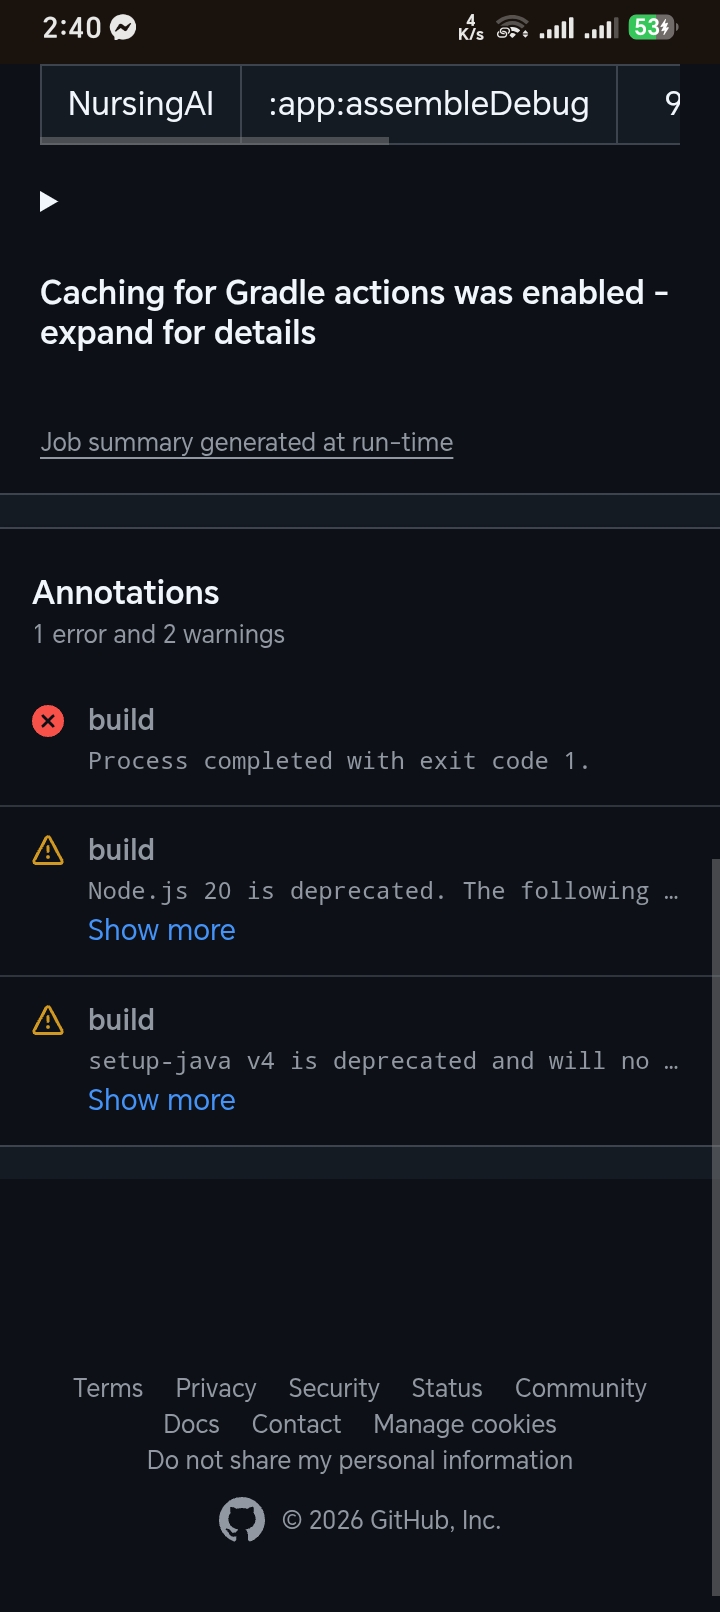 2:40
4
K/s
53
NursingAI
:app:assembleDebug
9
Caching for Gradle actions was enabled -
expand for details
Job summary generated at run-time
Annotations
1 error and 2 warnings
build
Process completed with exit code 1.
build
Node.js 20 is deprecated. The following …
Show more
build
setup-java v4 is deprecated and will no …
Show more
Terms Privacy Security Status Community
Docs Contact Manage cookies
Do not share my personal information
© 2026 GitHub, Inc.